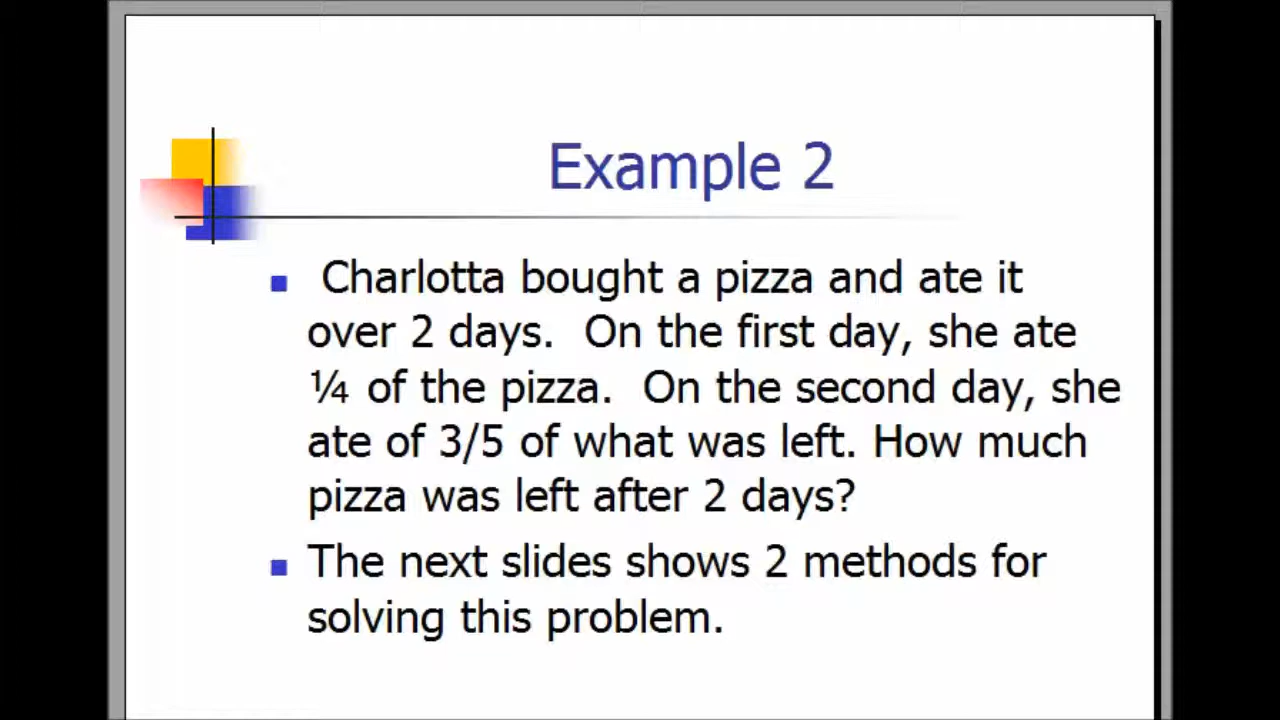 Example 2
Charlotta bought a pizza and ate it
over 2 days.  On the first day, she ate
¼ of the pizza.  On the second day, she
ate of 3/5 of what was left. How much
pizza was left after 2 days?
The next slides shows 2 methods for
solving this problem.